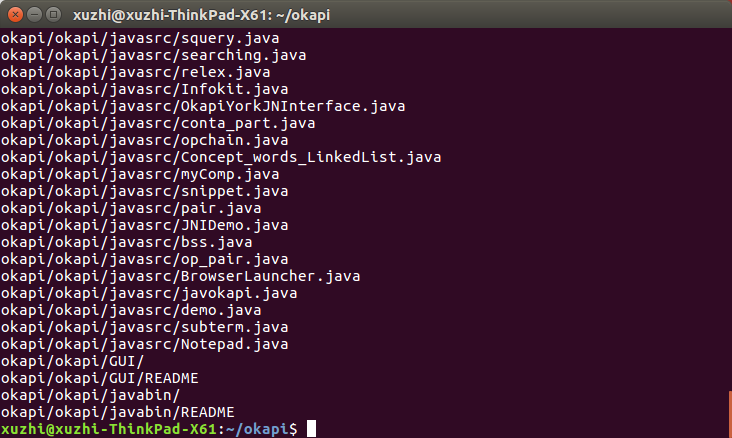 xuzhi@xuzhi-ThinkPad-X61: ~/okapi
okapi/okapi/javasrc/squery.java
okapi/okapi/javasrc/searching.java
okapi/okapi/javasrc/relex.java
okapi/okapi/javasrc/Infokit.java
okapi/okapi/javasrc/OkapiYorkJNInterface.java
okapi/okapi/javasrc/conta_part.java
okapi/okapi/javasrc/opchain.java
okapi/okapi/javasrc/Concept_words_LinkedList.java
okapi/okapi/javasrc/myComp.java
okapi/okapi/javasrc/snippet.java
okapi/okapi/javasrc/pair.java
okapi/okapi/javasrc/JNIDemo.java
okapi/okapi/javasrc/bss.java
okapi/okapi/javasrc/op_pair.java
okapi/okapi/javasrc/BrowserLauncher.java
okapi/okapi/javasrc/javokapi.java
okapi/okapi/javasrc/demo.java
okapi/okapi/javasrc/subterm.java
okapi/okapi/javasrc/Notepad.java
okapi/okapi/GUI/
okapi/okapi/GUI/README
okapi/okapi/javabin/
okapi/okapi/javabin/README
xuzhi@xuzhi-ThinkPad-X61:~/okapi$